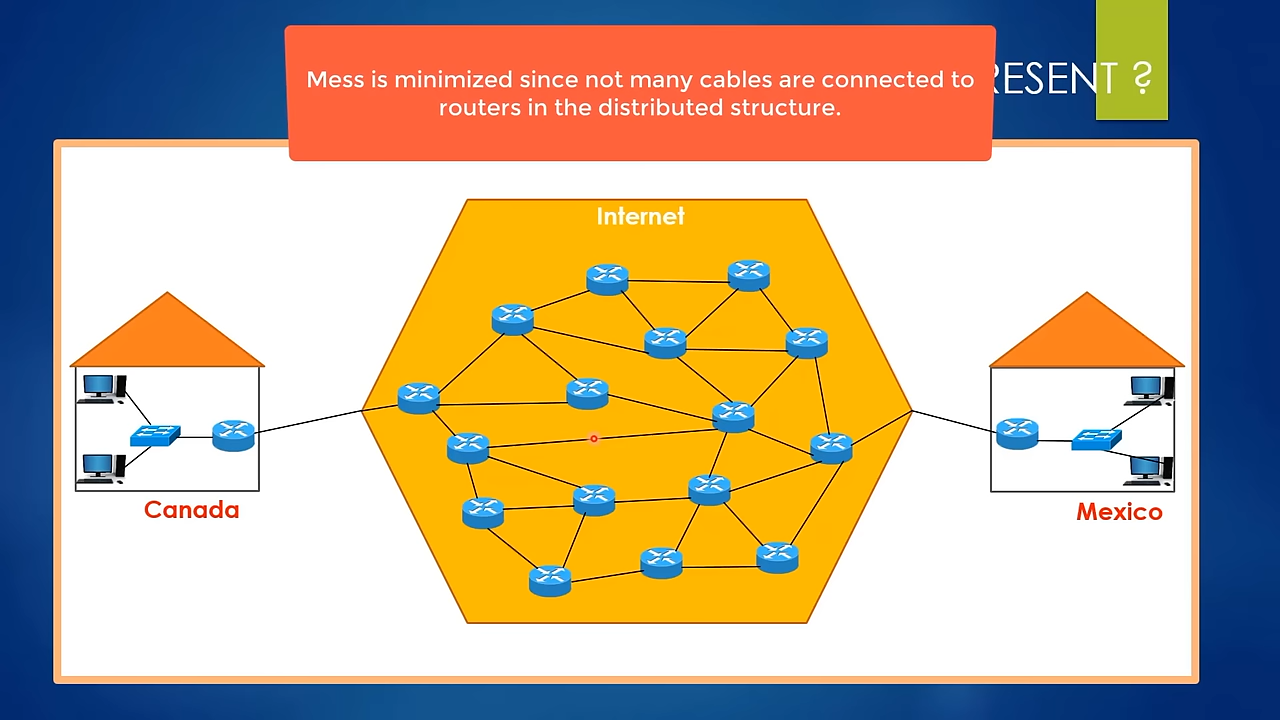 Mess is minimized since not many cables are connected to
routers in the distributed structure.
RESENT ?
Internet
Canada
Mexico